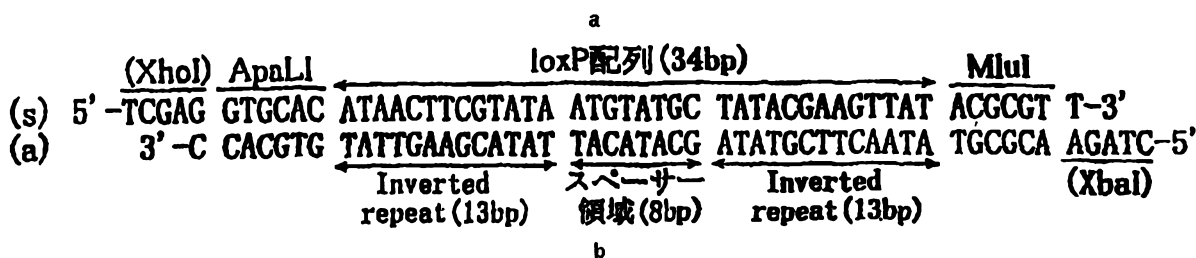 a
loxP配列(34bp)
(XhoI) ApaLI MluI
(s) 5'-TCGAG GTGCAC ATAACTTCGTATA ATGTATGC TATACGAAGTTAT ACGCGT T-3'
(a) 3'-C CACGTG TATTGAAGCATAT TACATACG ATATGCTTCAATA TGCGCA AGATC-5'
Inverted スペーサー Inverted (XbaI)
repeat(13bp) 領域(8bp) repeat(13bp)
b